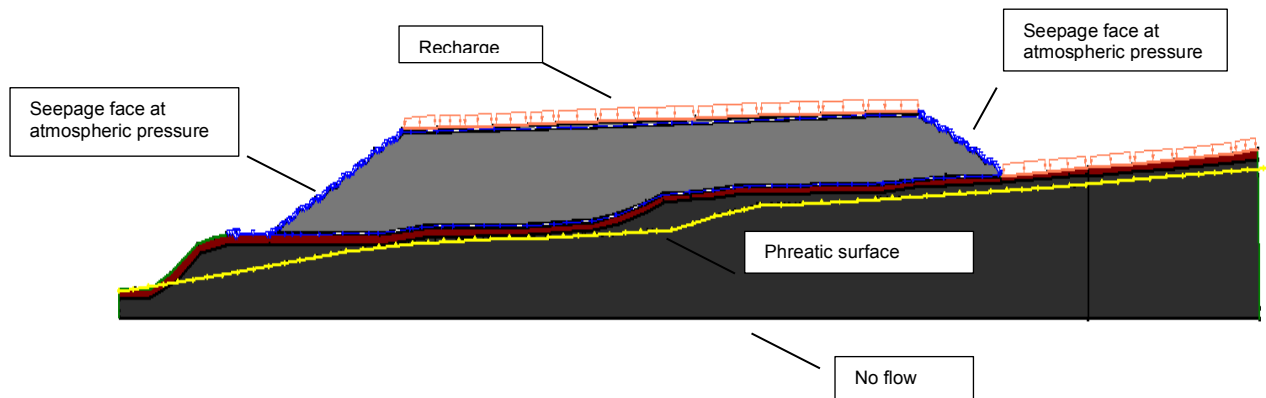 Recharge
Seepage face at
atmospheric pressure
Seepage face at
atmospheric pressure
Phreatic surface
No flow